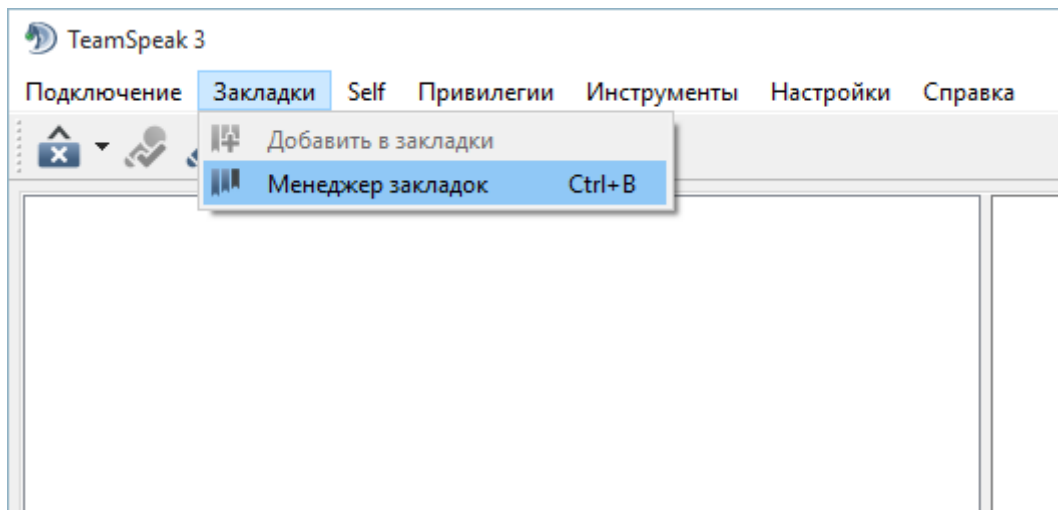 TeamSpeak 3
Подключение Закладки Self Привилегии Инструменты Настройки Справка
Добавить в закладки
Менеджер закладок Ctrl+B